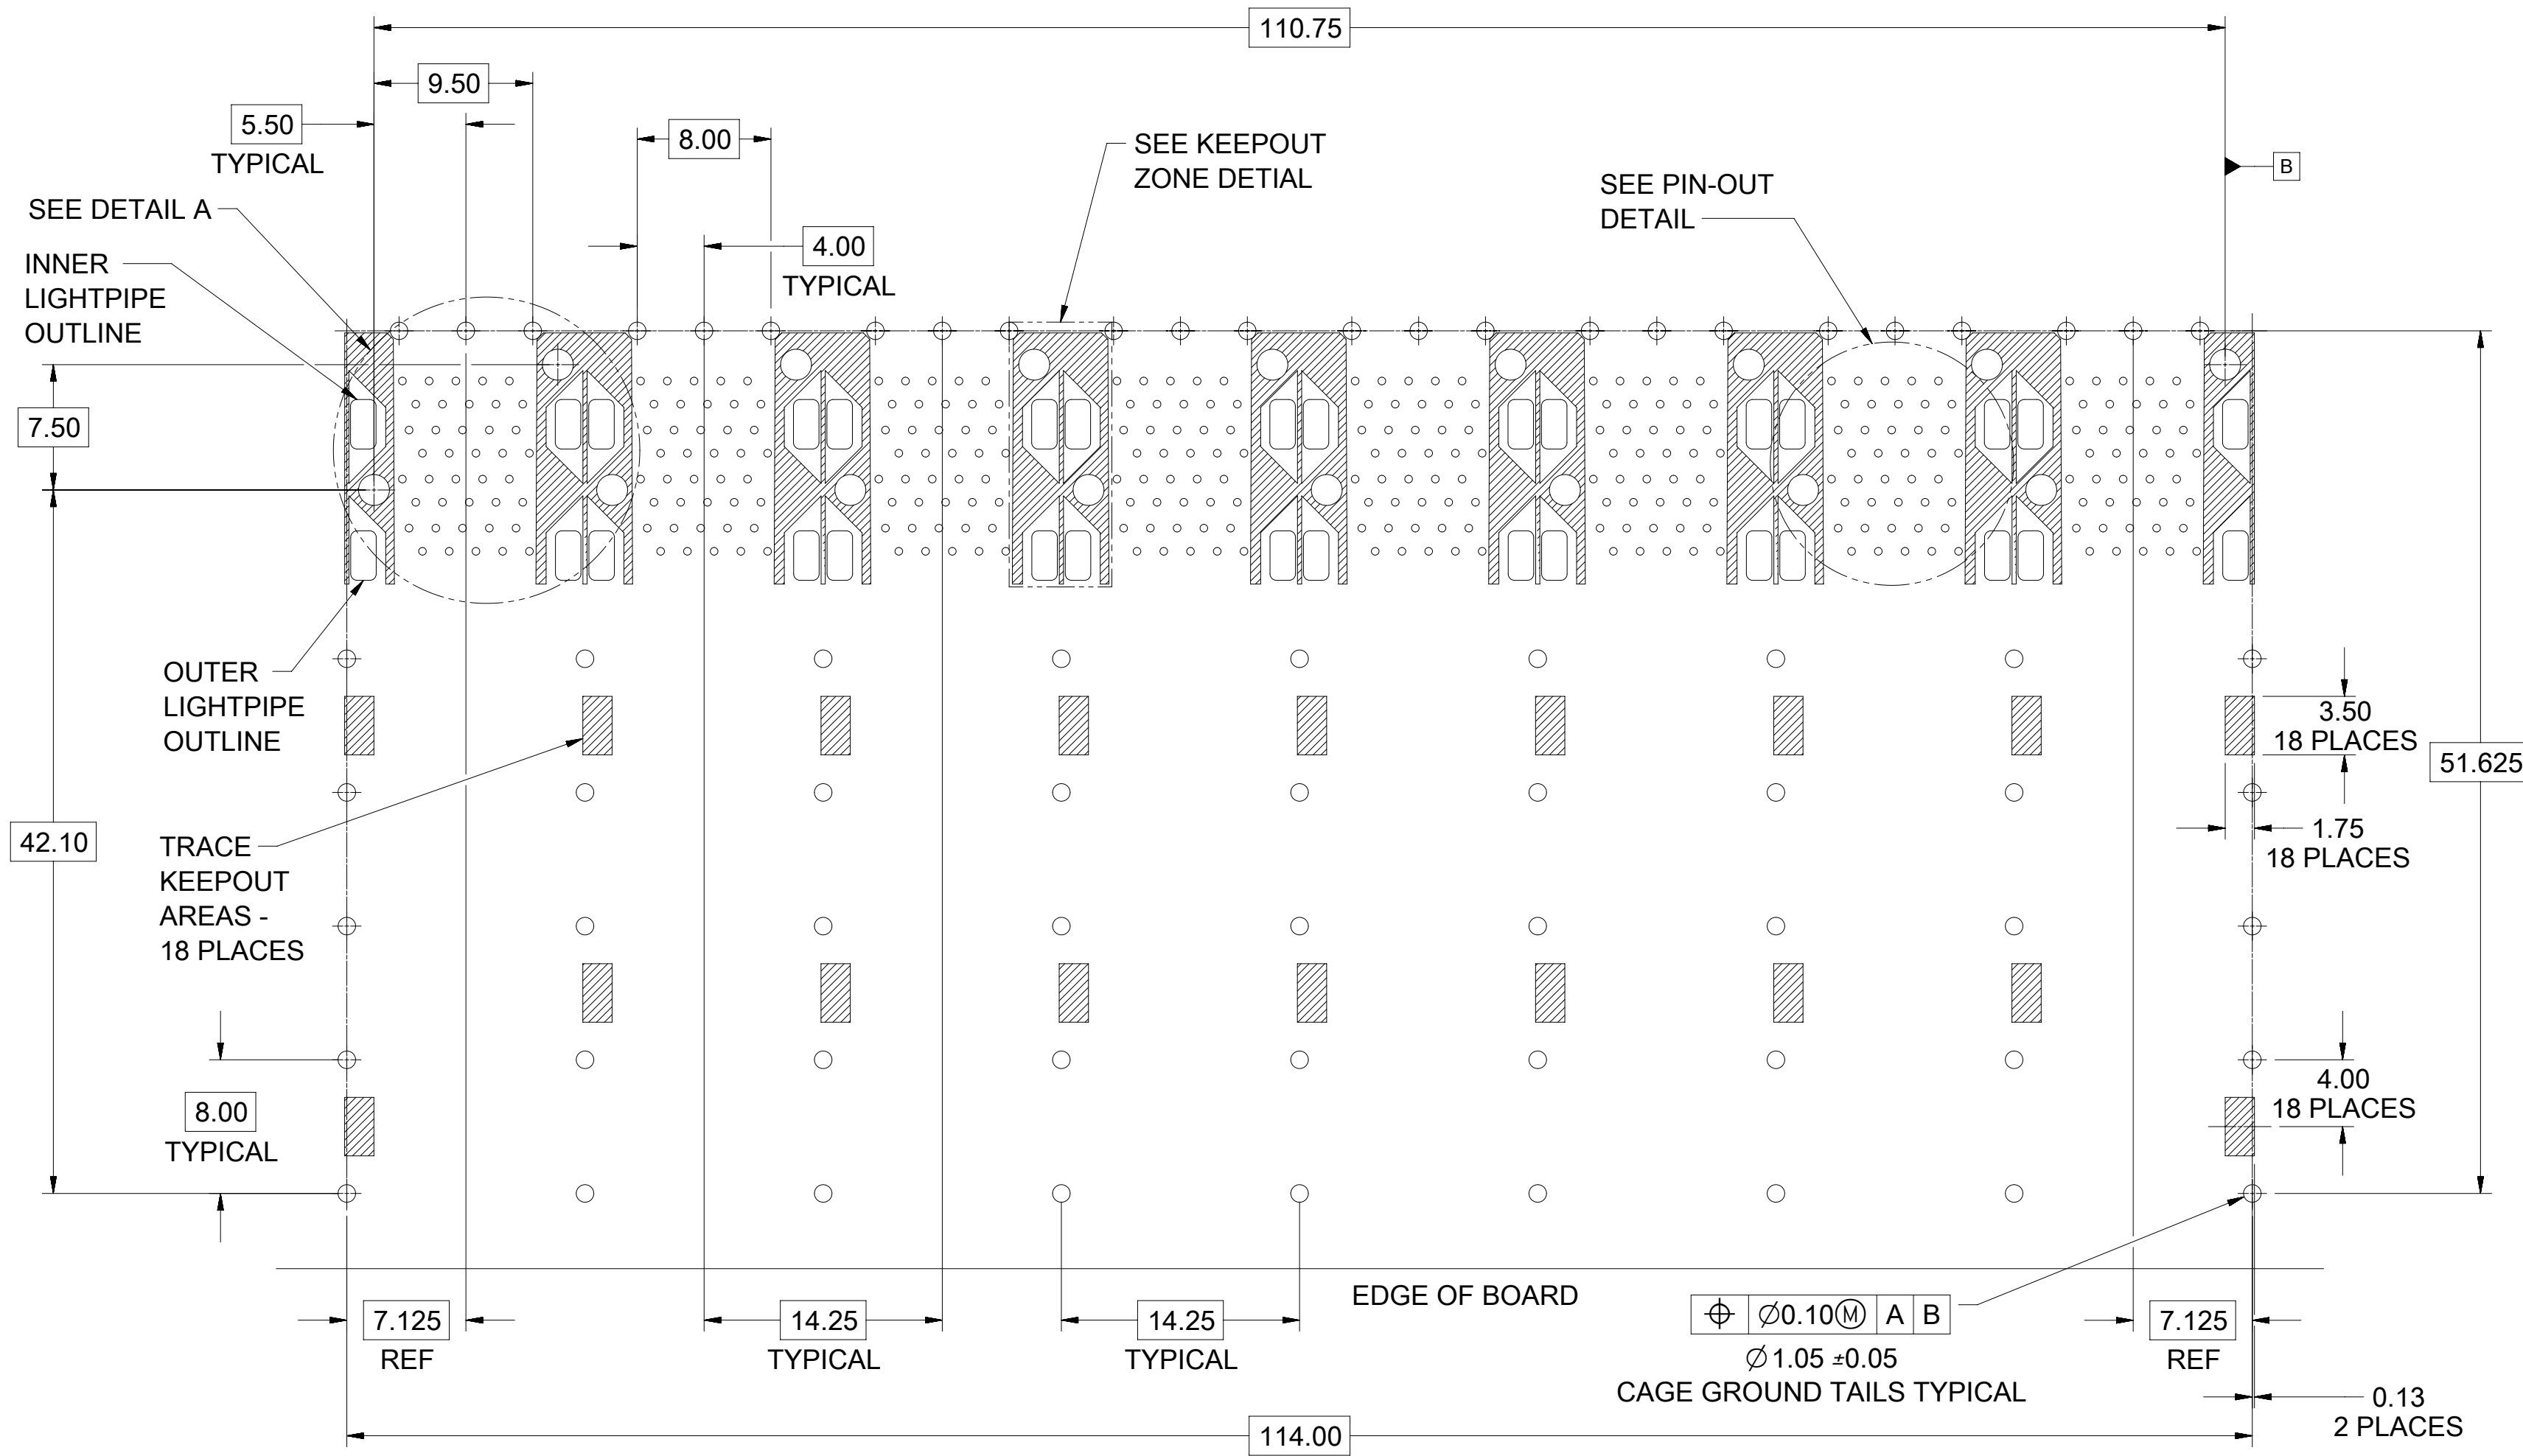 110.75
9.50
5.50
TYPICAL
8.00
SEE KEEPOUT
ZONE DETIAL
B
SEE PIN-OUT
DETAIL
SEE DETAIL A
4.00
TYPICAL
INNER
LIGHTPIPE
OUTLINE
7.50
OUTER
LIGHTPIPE
OUTLINE
3.50
18 PLACES
51.625
42.10
TRACE
KEEPOUT
AREAS -
18 PLACES
1.75
18 PLACES
8.00
TYPICAL
4.00
18 PLACES
EDGE OF BOARD
7.125
REF
14.25
TYPICAL
14.25
TYPICAL
⌖ Ø0.10Ⓜ A B
Ø1.05 ±0.05
CAGE GROUND TAILS TYPICAL
7.125
REF
0.13
2 PLACES
114.00